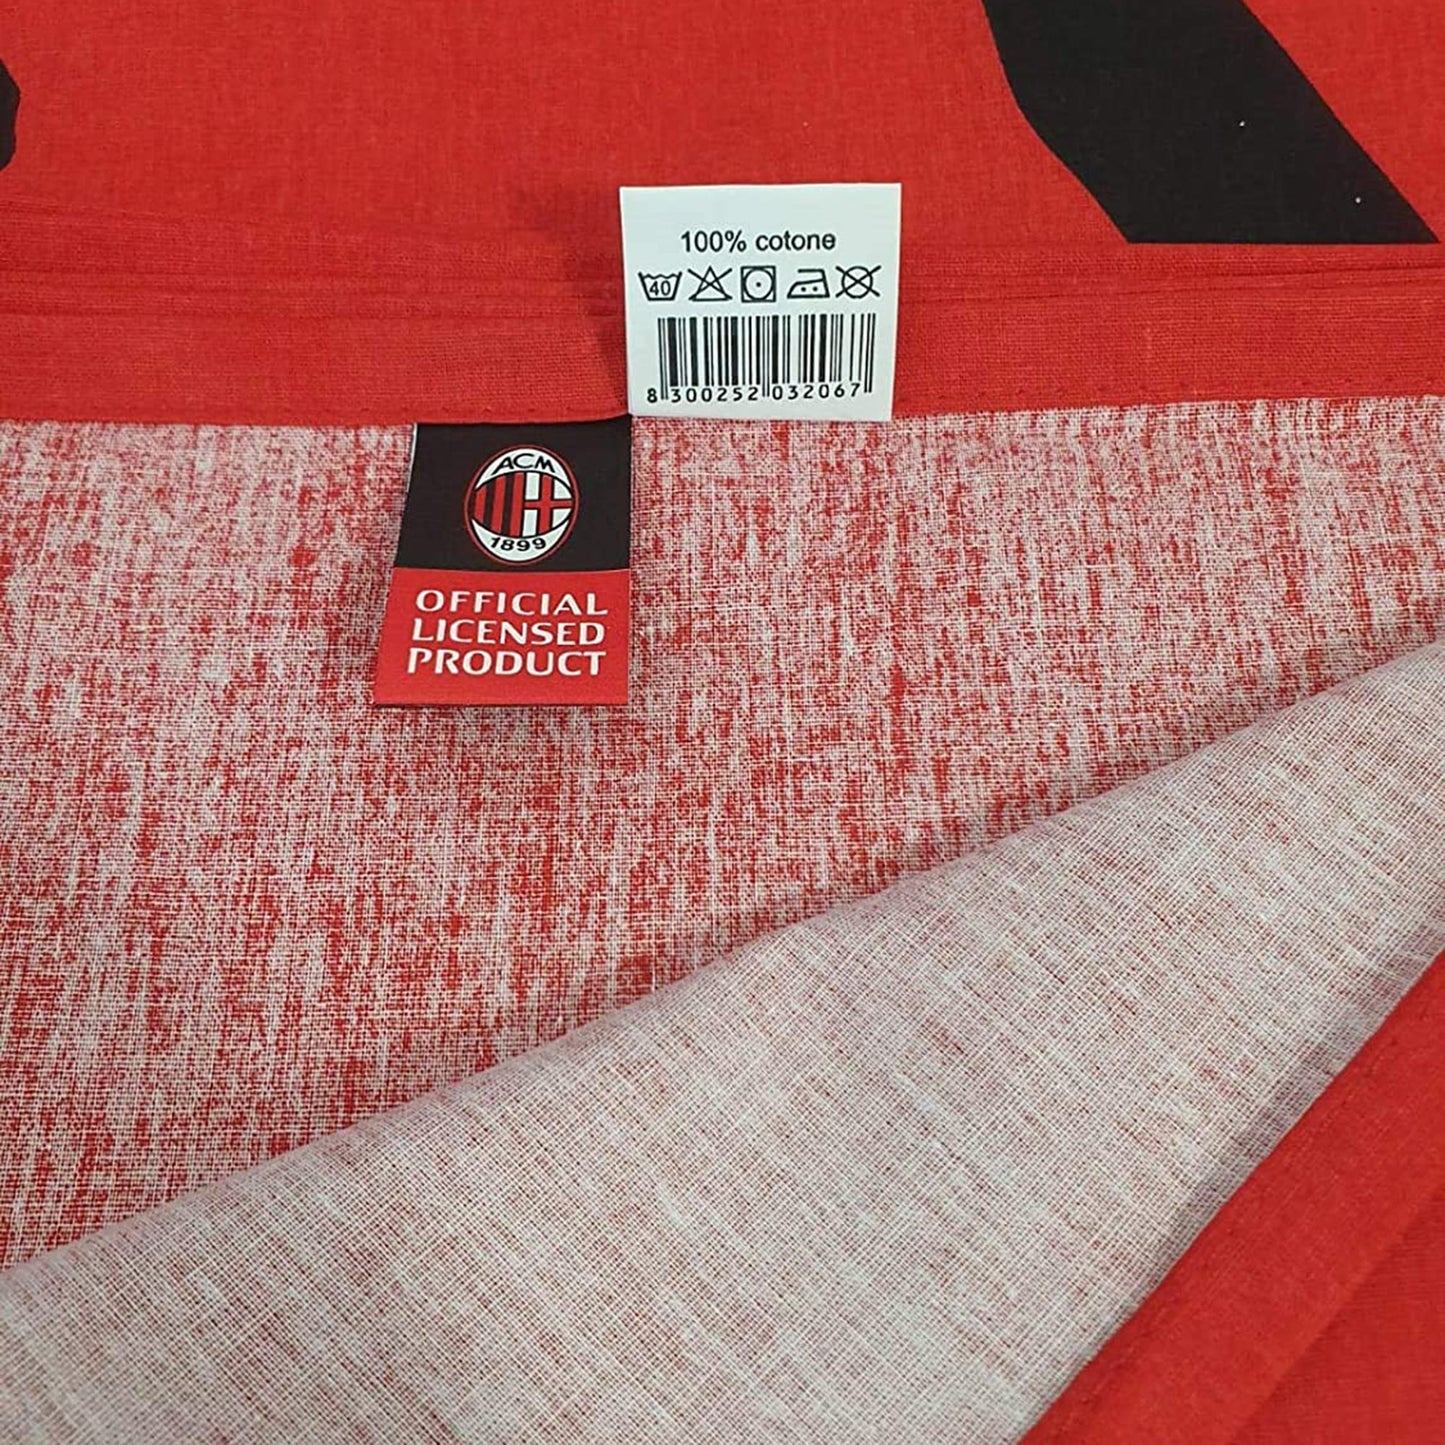 100% cotone
40
8 300252 032067
ACM
1899
OFFICIAL
LICENSED
PRODUCT